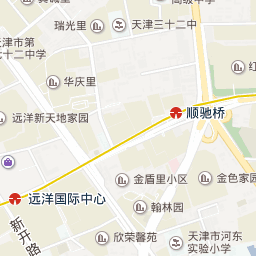 瑞光里
天津三十二中
天津市第
七十二中学
华庆里
红
远洋新天地家园
顺驰桥
金盾里小区
金色家园
远洋国际中心
翰林园
新开路
欣荣馨苑
天津市河东
实验小学